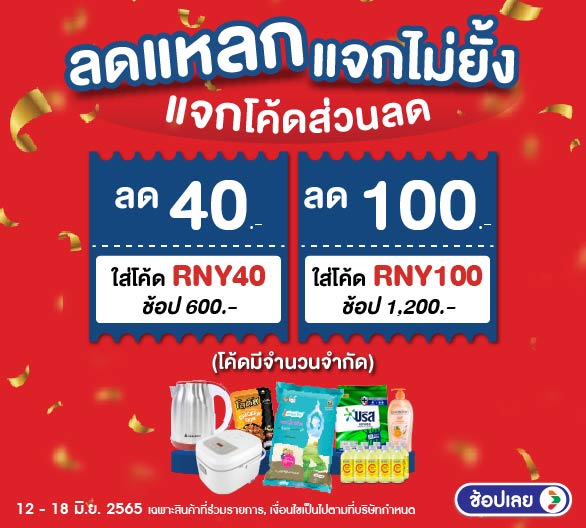 ลดแหลกแจกไม่ยั้ง
แจกโค้ดส่วนลด
ลด 40.-
ใส่โค้ด RNY40
ช้อป 600.-
ลด 100.-
ใส่โค้ด RNY100
ช้อป 1,200.-
(โค้ดมีจำนวนจำกัด)
บรีส
12 - 18 มิ.ย. 2565 เฉพาะสินค้าที่ร่วมรายการ, เงื่อนไขเป็นไปตามที่บริษัทกำหนด
ช้อปเลย